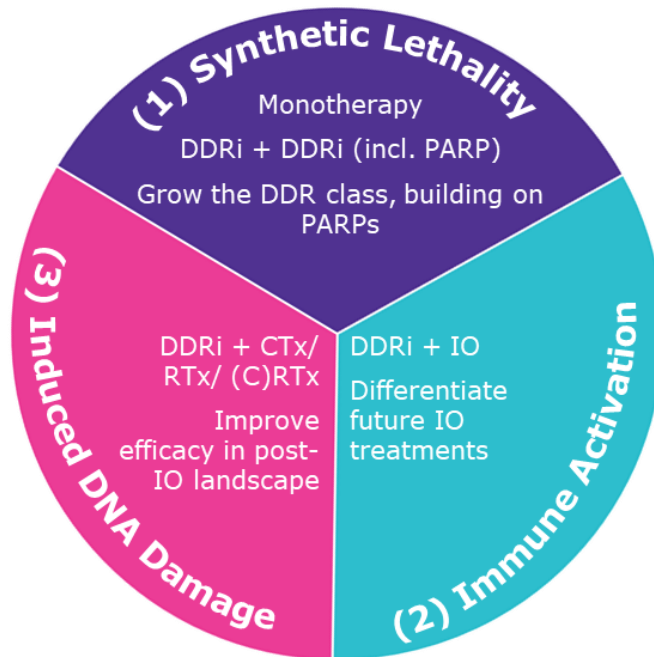 (1) Synthetic Lethality
Monotherapy
DDRi + DDRi (incl. PARP)
Grow the DDR class, building on
PARPs
(2) Immune Activation
DDRi + IO
Differentiate
future IO
treatments
(3) Induced DNA Damage
DDRi + CTx/
RTx/ (C)RTx
Improve
efficacy in post-
IO landscape